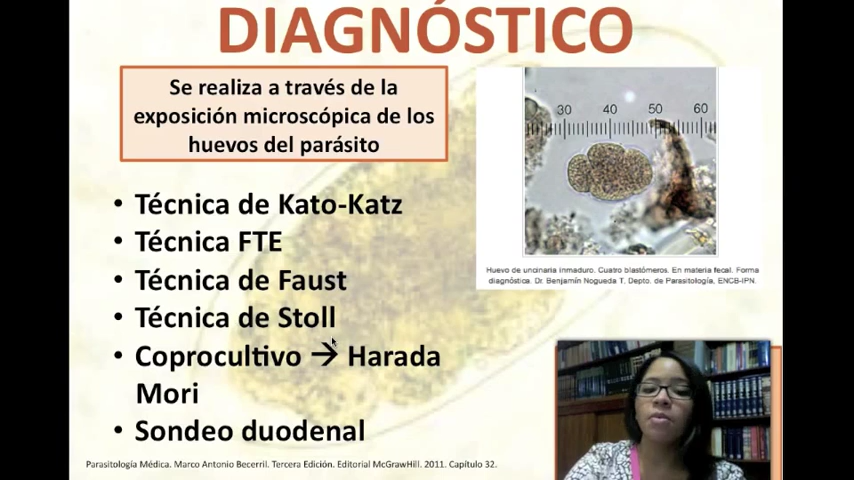 DIAGNÓSTICO
Se realiza a través de la
exposición microscópica de los
huevos del parásito
30 40 50 60
• Técnica de Kato-Katz
• Técnica FTE
• Técnica de Faust
• Técnica de Stoll
• Coprocultivo → Harada
Mori
• Sondeo duodenal
Huevo de uncinaria inmaduro. Cuatro blastómeros. En materia fecal. Forma
diagnóstica. Dr. Benjamín Nogueda T. Depto. de Parasitología, ENCB-IPN.
Parasitología Médica. Marco Antonio Becerril. Tercera Edición. Editorial McGrawHill. 2011. Capítulo 32.